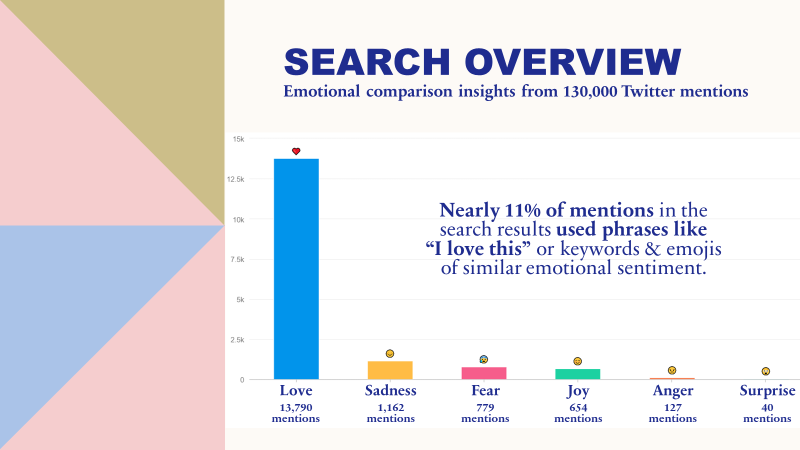 SEARCH OVERVIEW
Emotional comparison insights from 130,000 Twitter mentions
15k
12.5k
10k
7.5k
5k
2.5k
0
Nearly 11% of mentions in the
search results used phrases like
“I love this” or keywords & emojis
of similar emotional sentiment.
Love Sadness Fear Joy Anger Surprise
13,790 1,162 779 654 127 40
mentions mentions mentions mentions mentions mentions